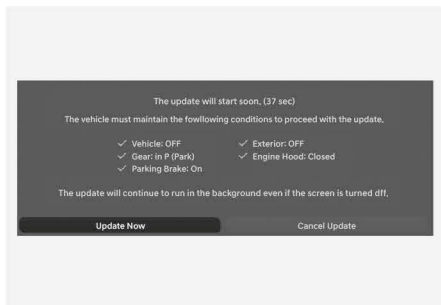 The update will start soon. (37 sec)
The vehicle must maintain the fowllowing conditions to proceed with the update.
✓ Vehicle: OFF ✓ Exterior: OFF
✓ Gear: in P (Park) ✓ Engine Hood: Closed
✓ Parking Brake: On
The update will continue to run in the background even if the screen is turned dff.
Update Now Cancel Update